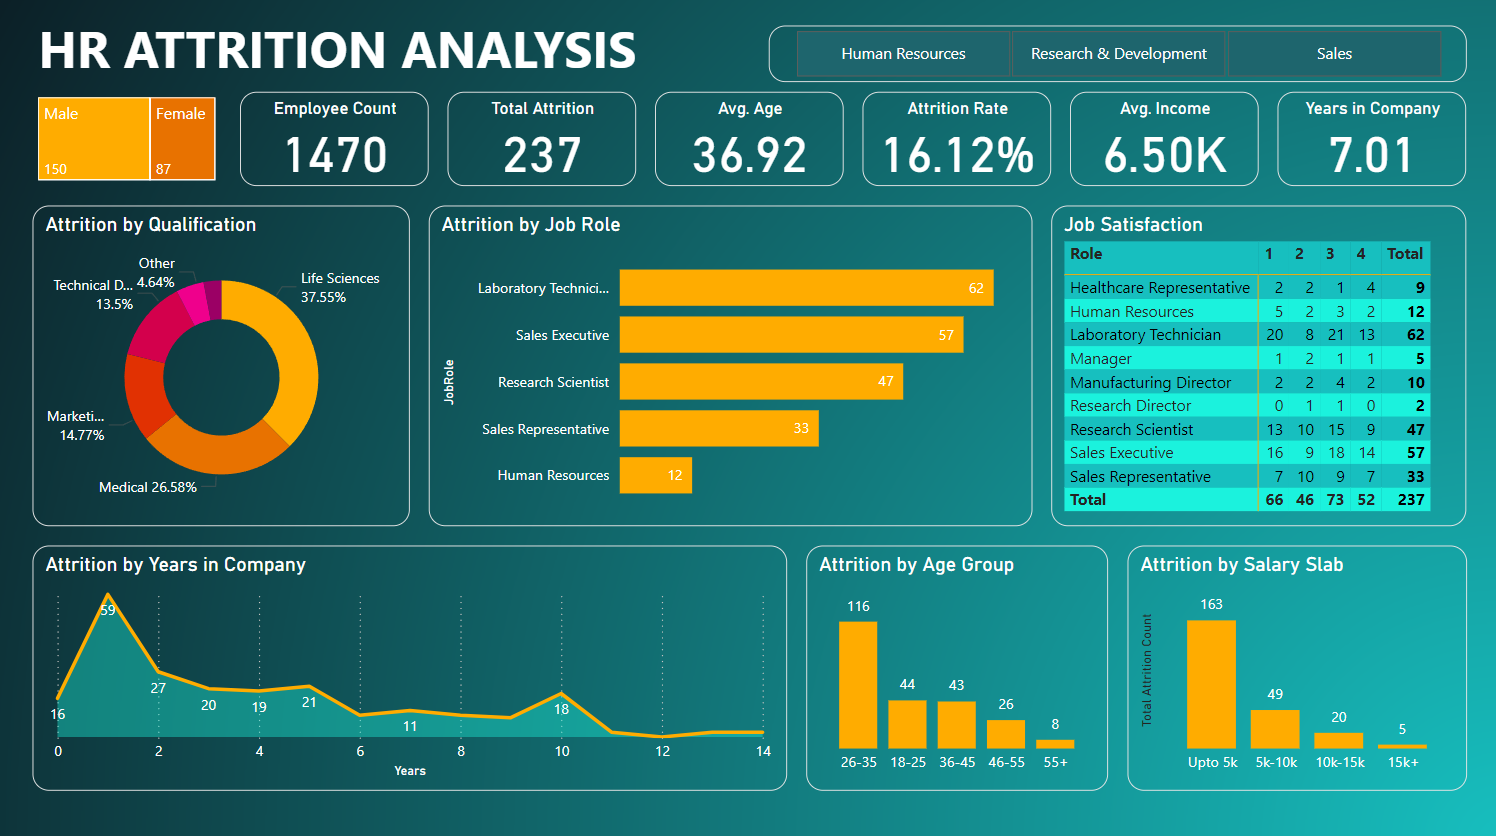 HR ATTRITION ANALYSIS
Human Resources
Research & Development
Sales
Male
150
Female
87
Employee Count
1470
Total Attrition
237
Avg. Age
36.92
Attrition Rate
16.12%
Avg. Income
6.50K
Years in Company
7.01
Attrition by Qualification
Other
4.64%
Technical D...
13.5%
Life Sciences
37.55%
Marketi...
14.77%
Medical 26.58%
Attrition by Job Role
JobRole
Laboratory Technici... 62
Sales Executive 57
Research Scientist 47
Sales Representative 33
Human Resources 12
Job Satisfaction
Role 1 2 3 4 Total
Healthcare Representative 2 2 1 4 9
Human Resources 5 2 3 2 12
Laboratory Technician 20 8 21 13 62
Manager 1 2 1 1 5
Manufacturing Director 2 2 4 2 10
Research Director 0 1 1 0 2
Research Scientist 13 10 15 9 47
Sales Executive 16 9 18 14 57
Sales Representative 7 10 9 7 33
Total 66 46 73 52 237
Attrition by Years in Company
16 59 27 20 19 21 11 18
0 2 4 6 8 10 12 14
Years
Attrition by Age Group
116 44 43 26 8
26-35 18-25 36-45 46-55 55+
Attrition by Salary Slab
Total Attrition Count
163 49 20 5
Upto 5k 5k-10k 10k-15k 15k+